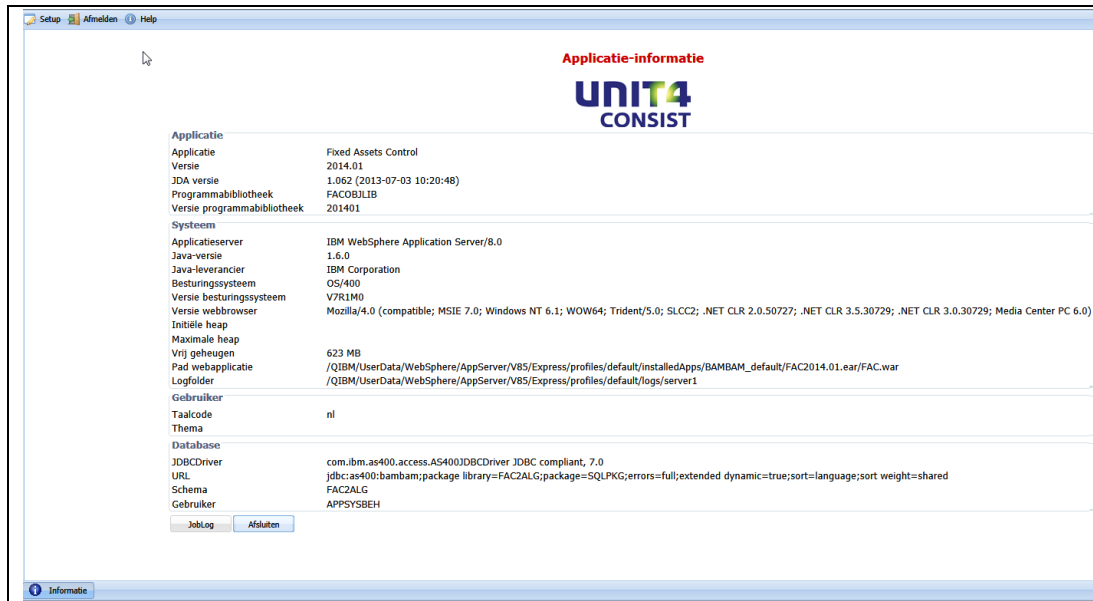 Setup Afmelden Help
Applicatie-informatie
UNIT4
CONSIST
Applicatie
Applicatie Fixed Assets Control
Versie 2014.01
JDA versie 1.062 (2013-07-03 10:20:48)
Programmabibliotheek FACOBJLIB
Versie programmabibliotheek 201401
Systeem
Applicatieserver IBM WebSphere Application Server/8.0
Java-versie 1.6.0
Java-leverancier IBM Corporation
Besturingssysteem OS/400
Versie besturingssysteem V7R1M0
Versie webbrowser Mozilla/4.0 (compatible; MSIE 7.0; Windows NT 6.1; WOW64; Trident/5.0; SLCC2; .NET CLR 2.0.50727; .NET CLR 3.5.30729; .NET CLR 3.0.30729; Media Center PC 6.0)
Initiële heap
Maximale heap
Vrij geheugen 623 MB
Pad webapplicatie /QIBM/UserData/WebSphere/AppServer/V85/Express/profiles/default/installedApps/BAMBAM_default/FAC2014.01.ear/FAC.war
Logfolder /QIBM/UserData/WebSphere/AppServer/V85/Express/profiles/default/logs/server1
Gebruiker
Taalcode nl
Thema
Database
JDBCDriver com.ibm.as400.access.AS400JDBCDriver JDBC compliant, 7.0
URL jdbc:as400:bambam;package library=FAC2ALG;package=SQLPKG;errors=full;extended dynamic=true;sort=language;sort weight=shared
Schema FAC2ALG
Gebruiker APPSYSBEH
JobLog Afsluiten
Informatie